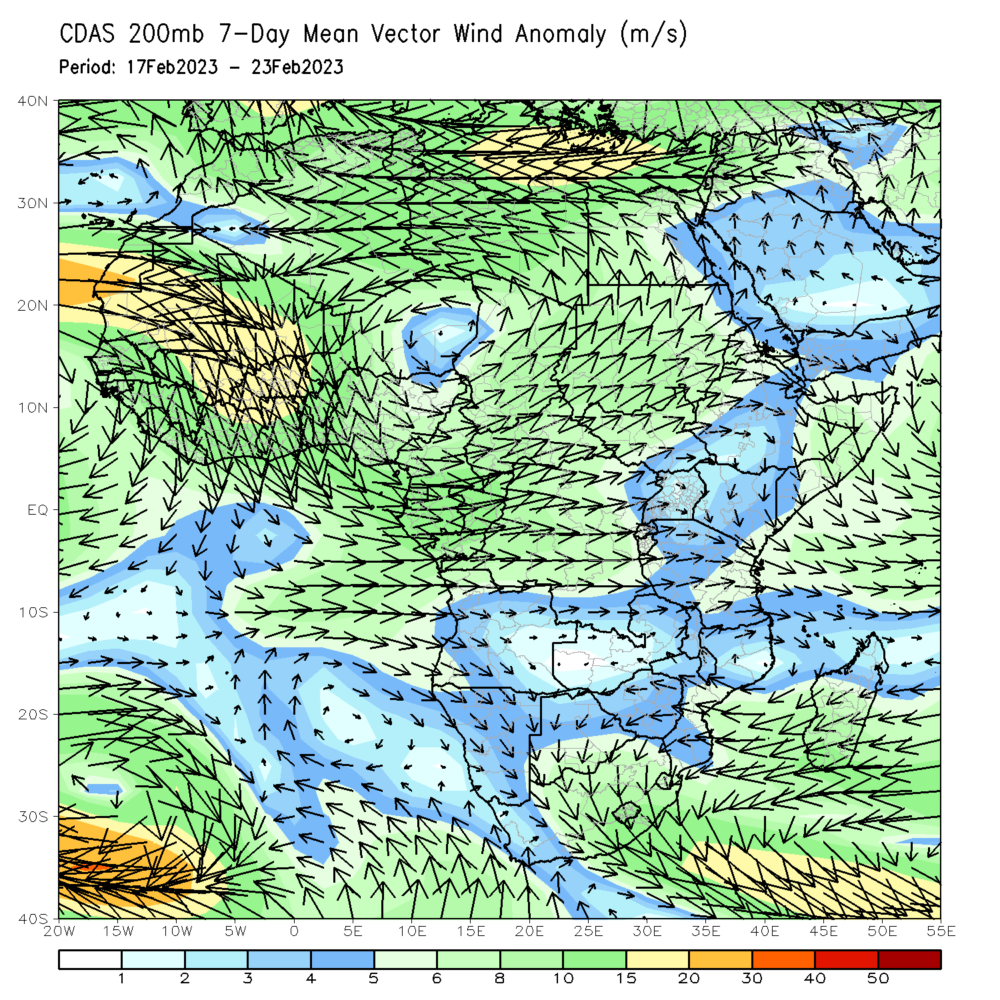 CDAS 200mb 7-Day Mean Vector Wind Anomaly (m/s)
Period: 17Feb2023 - 23Feb2023
40N
30N
20N
10N
EQ
10S
20S
30S
40S
20W 15W 10W 5W 0 5E 10E 15E 20E 25E 30E 35E 40E 45E 50E 55E
1 2 3 4 5 6 8 10 15 20 30 40 50